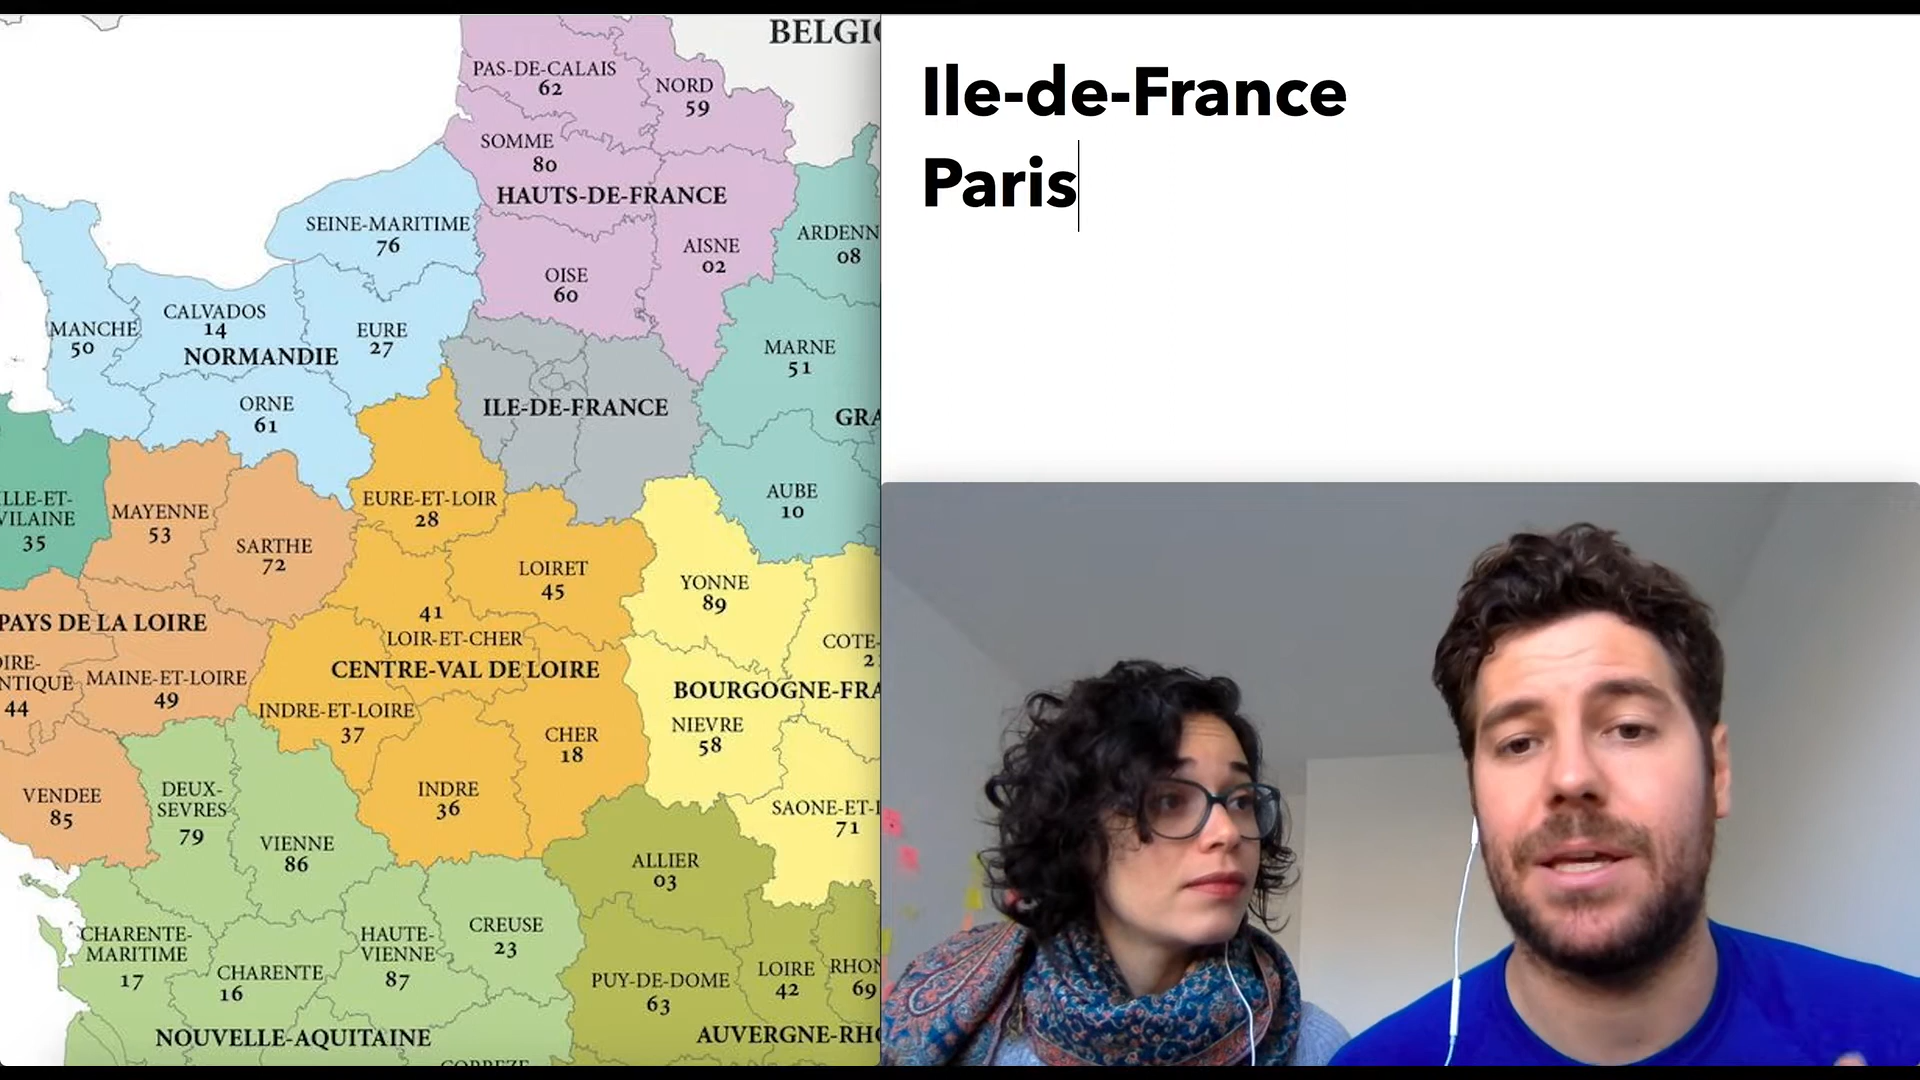 BELGI
PAS-DE-CALAIS
62
NORD
59
SOMME
80
HAUTS-DE-FRANCE
SEINE-MARITIME
76
AISNE
02
ARDENN
08
OISE
60
CALVADOS
14
MANCHE
50
EURE
27
NORMANDIE
MARNE
51
ORNE
61
ILE-DE-FRANCE
GRA
ILLE-ET-
VILAINE
35
MAYENNE
53
EURE-ET-LOIR
28
AUBE
10
SARTHE
72
LOIRET
45
YONNE
89
41
LOIR-ET-CHER
PAYS DE LA LOIRE
COTE-
2
CENTRE-VAL DE LOIRE
OIRE-
NTIQUE
44
MAINE-ET-LOIRE
49
BOURGOGNE-FRA
INDRE-ET-LOIRE
37
NIEVRE
58
CHER
18
VENDEE
85
DEUX-
SEVRES
79
INDRE
36
SAONE-ET-
71
VIENNE
86
ALLIER
03
CHARENTE-
MARITIME
17
HAUTE-
VIENNE
87
CREUSE
23
CHARENTE
16
PUY-DE-DOME
63
LOIRE
42
RHON
69
NOUVELLE-AQUITAINE
AUVERGNE-RH
Ile-de-France
Paris